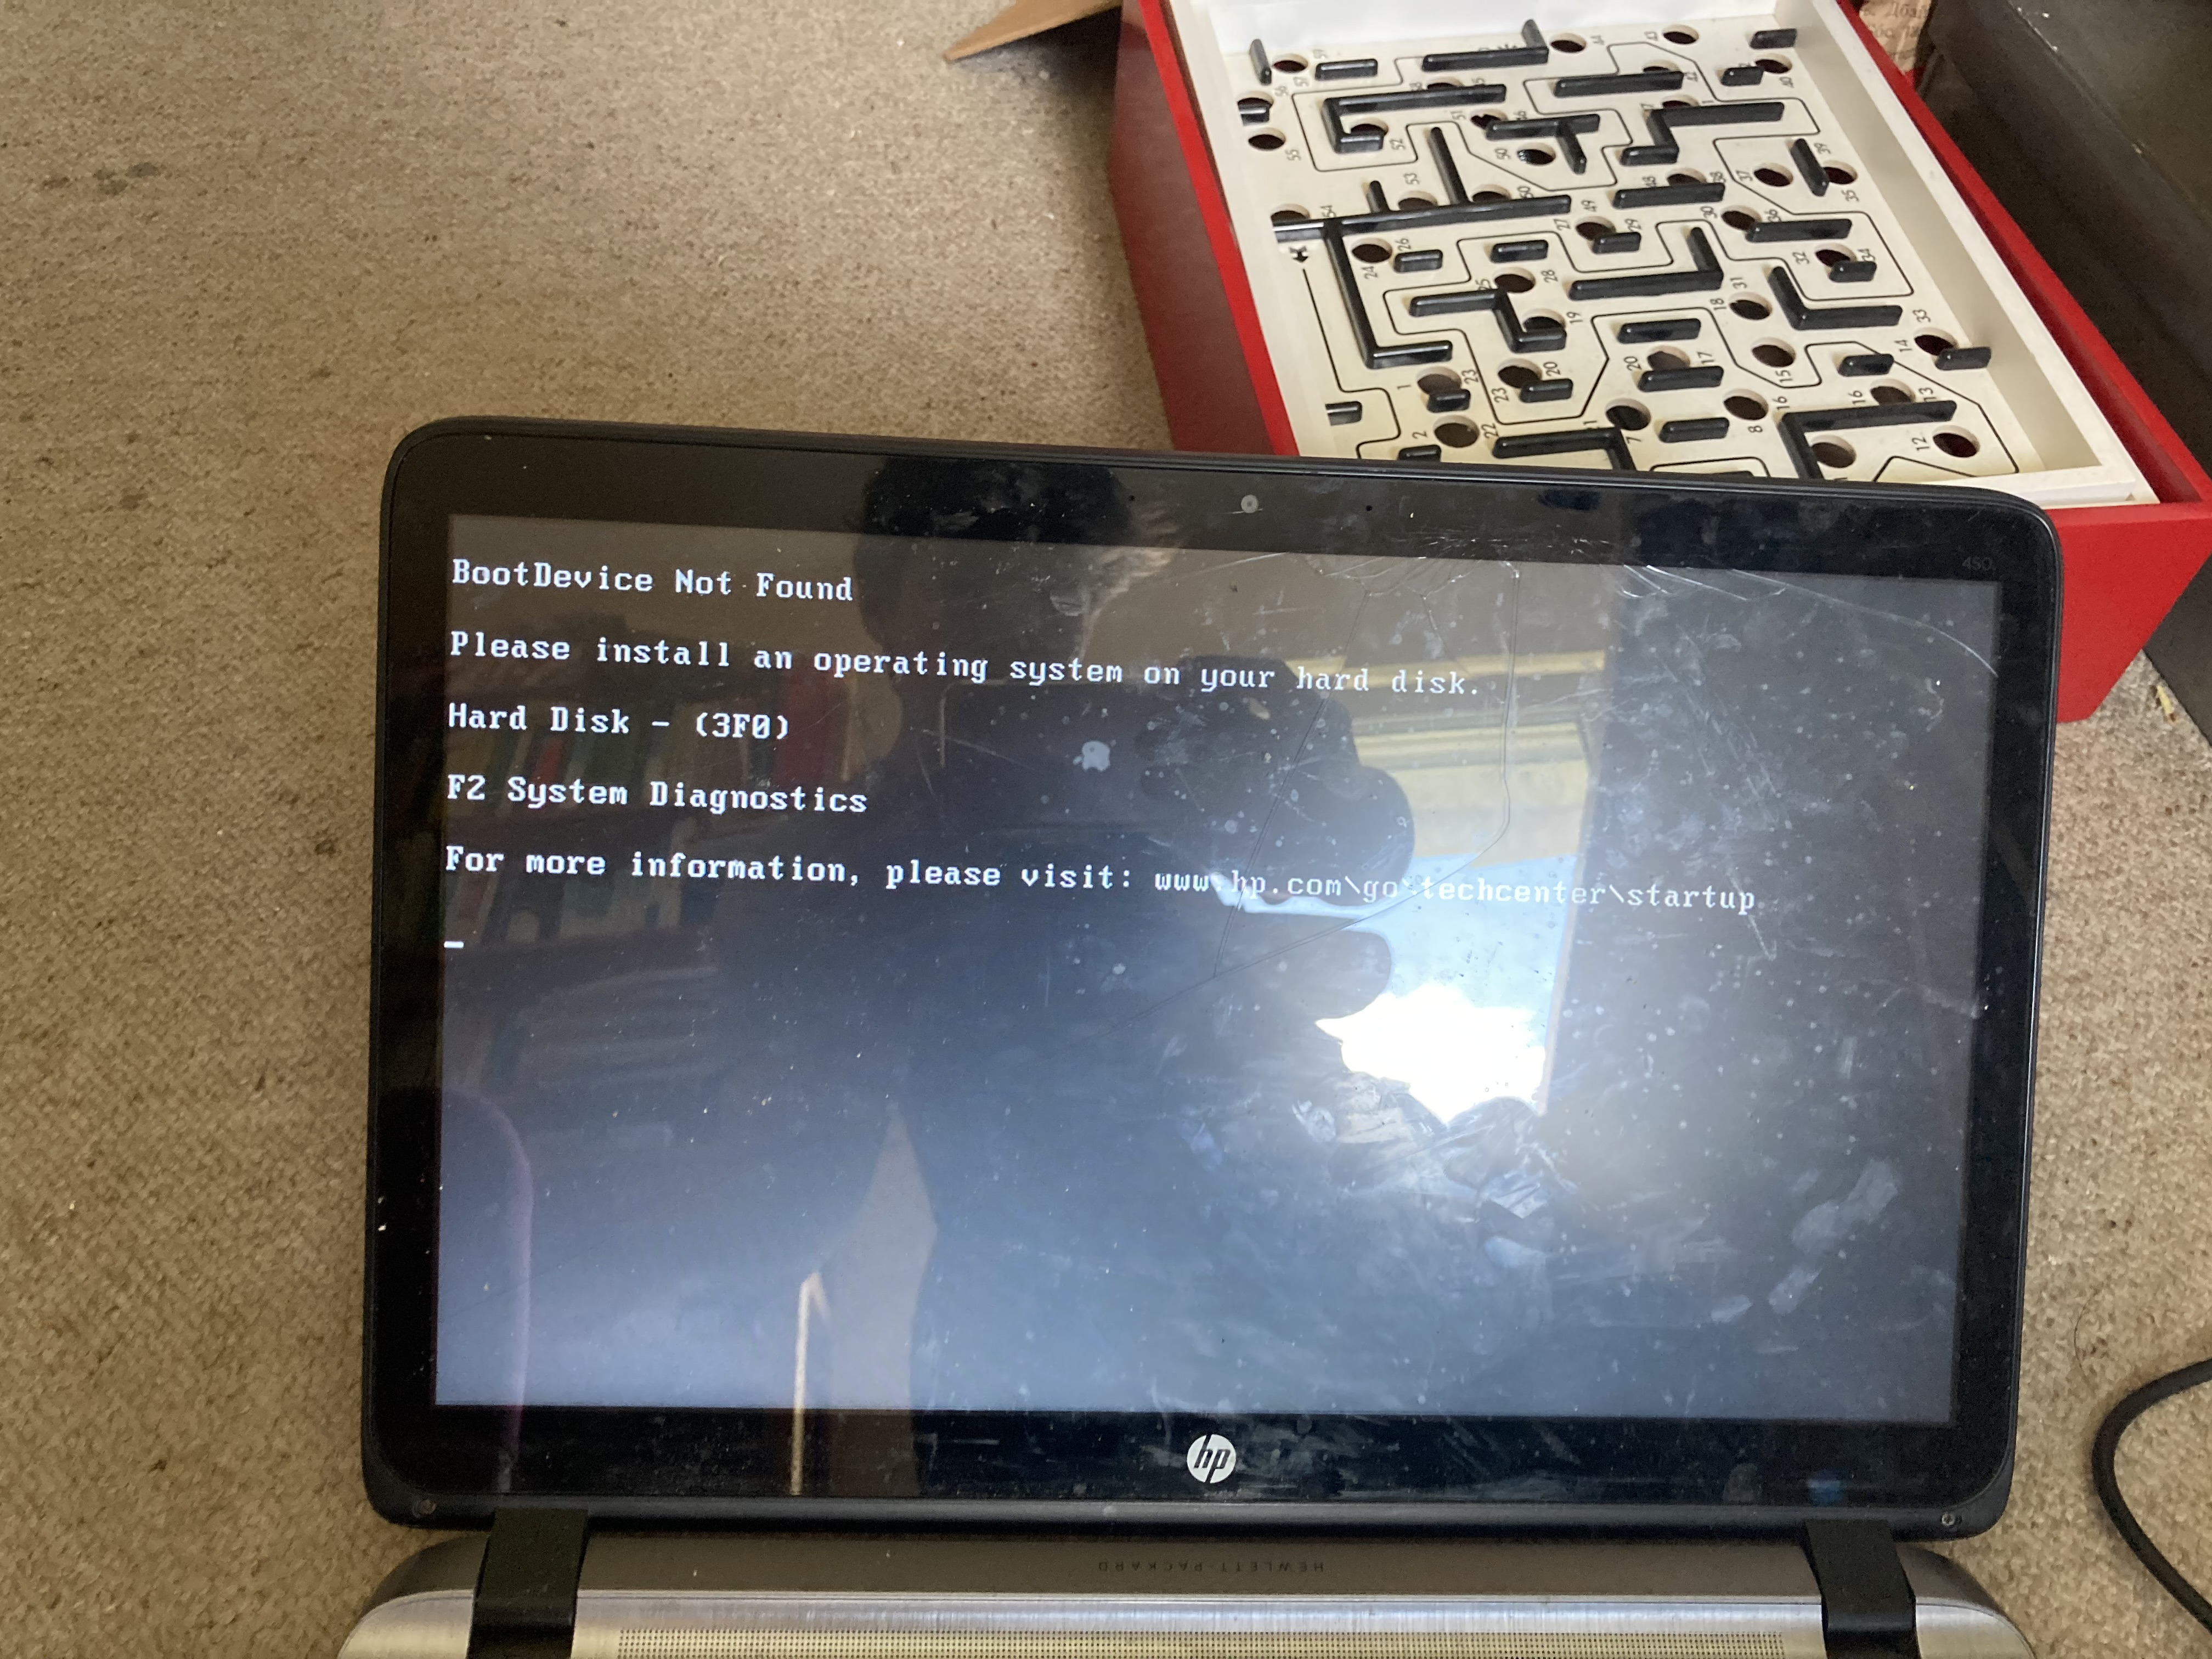 BootDevice Not Found
Please install an operating system on your hard disk.
Hard Disk - (3F0)
F2 System Diagnostics
For more information, please visit: www.hp.com\go\techcenter\startup
hp
HEWLETT-PACKARD